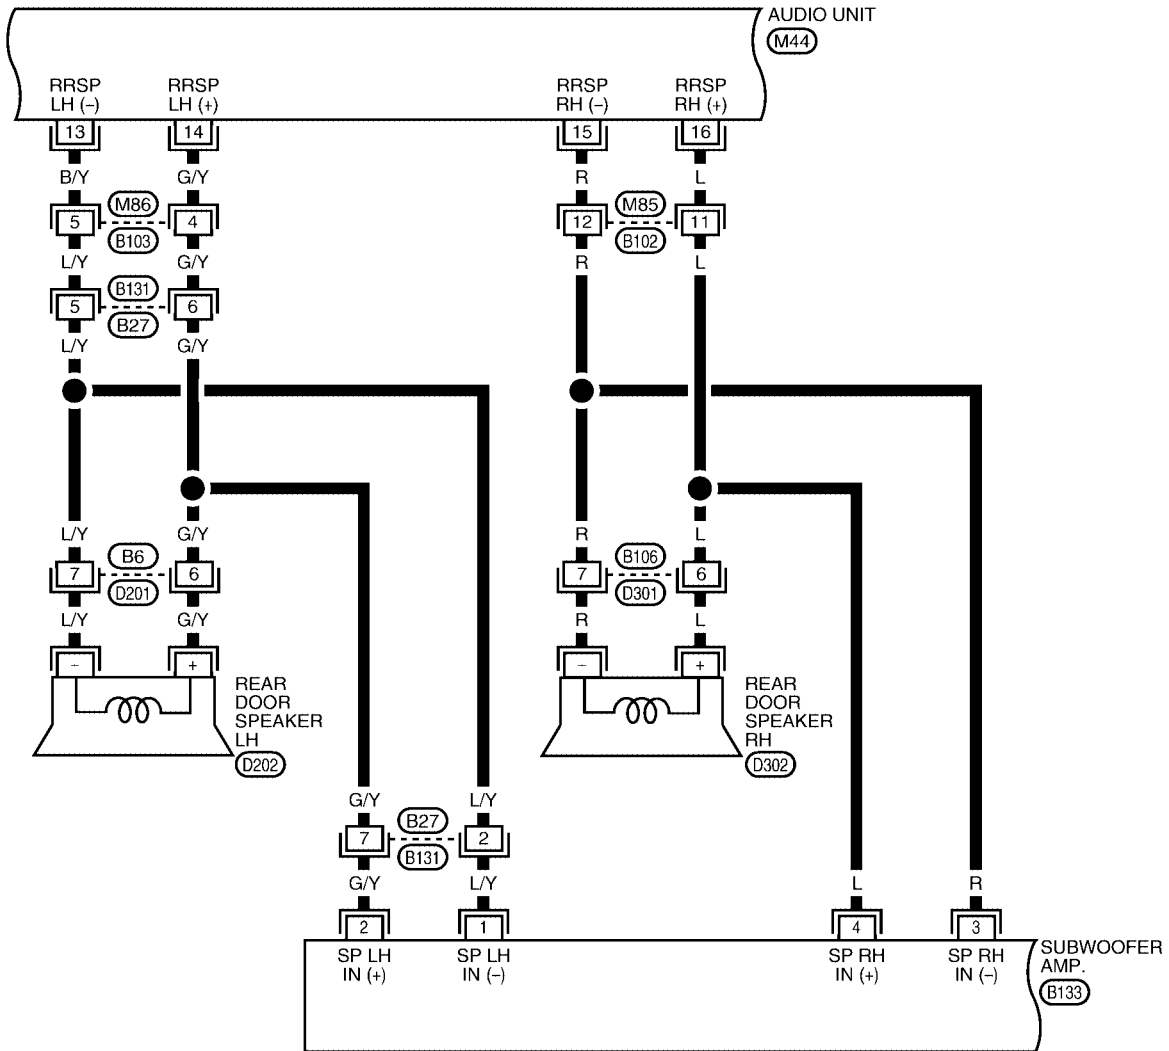 AUDIO UNIT
M44
RRSP LH (–)
RRSP LH (+)
RRSP RH (–)
RRSP RH (+)
13 14 15 16
B/Y G/Y R L
M86 M85
5 4 12 11
B103 B102
L/Y G/Y R L
B131
5 6
B27
L/Y G/Y
L/Y G/Y R L
B6 B106
7 6 7 6
D201 D301
L/Y G/Y R L
– + – +
REAR
DOOR
SPEAKER
LH
D202
REAR
DOOR
SPEAKER
RH
D302
G/Y L/Y
B27
7 2
B131
G/Y L/Y L R
2 1 4 3
SP LH IN (+)
SP LH IN (–)
SP RH IN (+)
SP RH IN (–)
SUBWOOFER
AMP.
B133